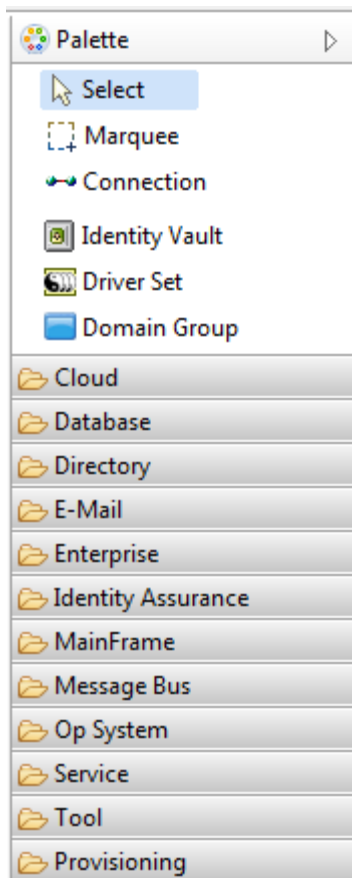 Palette
Select
Marquee
Connection
Identity Vault
Driver Set
Domain Group
Cloud
Database
Directory
E-Mail
Enterprise
Identity Assurance
MainFrame
Message Bus
Op System
Service
Tool
Provisioning